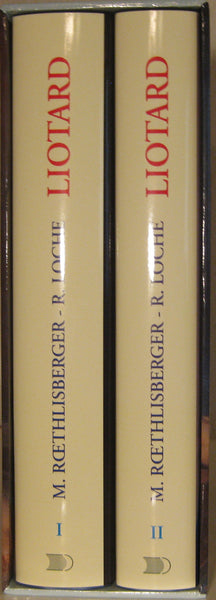 I M. RŒTHLISBERGER - R. LOCHE LIOTARD
II M. RŒTHLISBERGER - R. LOCHE LIOTARD